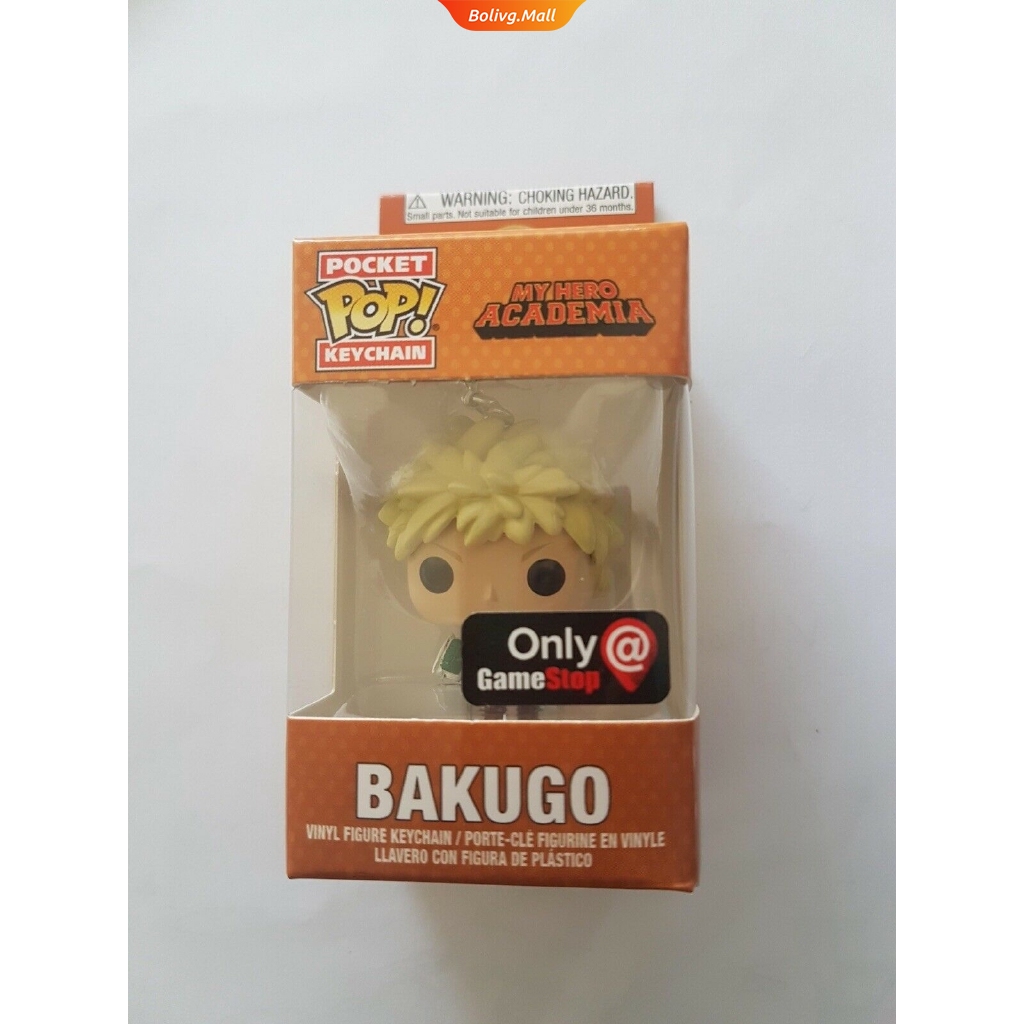 Bolivg.Mall
WARNING: CHOKING HAZARD.
Small parts. Not suitable for children under 36 months.
POCKET
POP!
KEYCHAIN
MY HERO
ACADEMIA
Only @
GameStop
BAKUGO
VINYL FIGURE KEYCHAIN / PORTE-CLÉ FIGURINE EN VINYLE
LLAVERO CON FIGURA DE PLÁSTICO